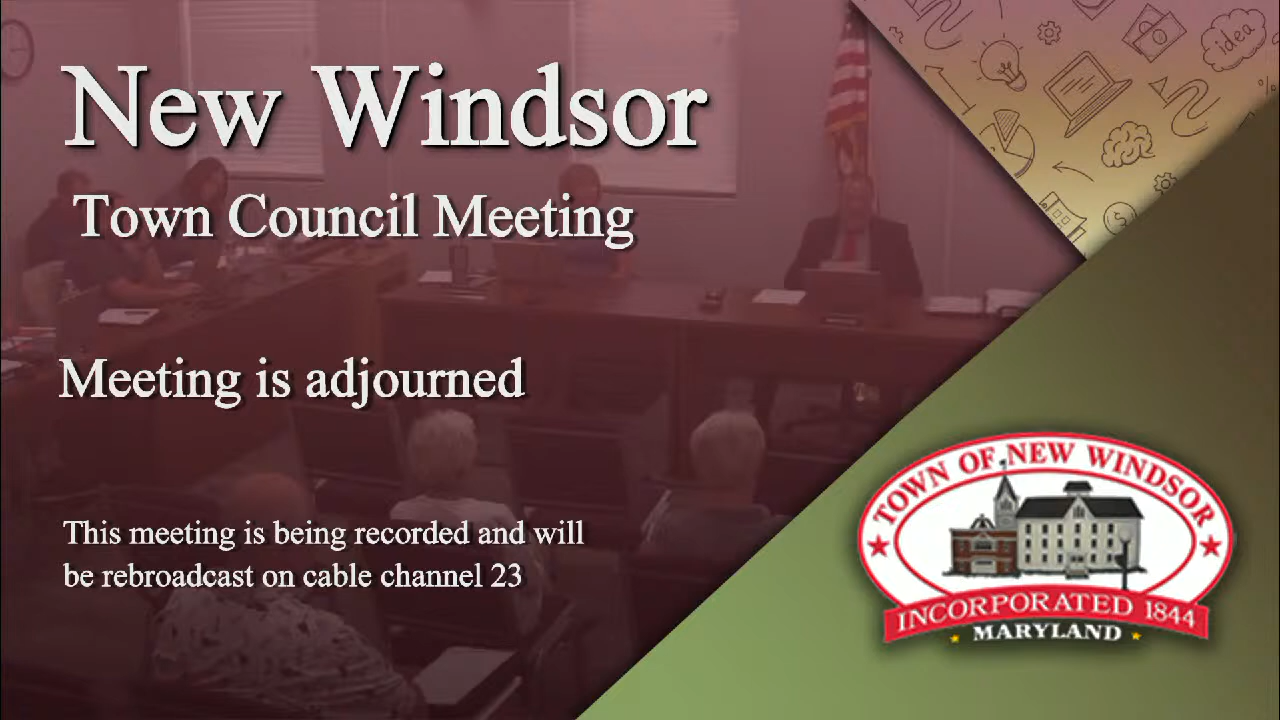 New Windsor
Town Council Meeting
Meeting is adjourned
This meeting is being recorded and will
be rebroadcast on cable channel 23
idea
TOWN OF NEW WINDSOR
INCORPORATED 1844
MARYLAND